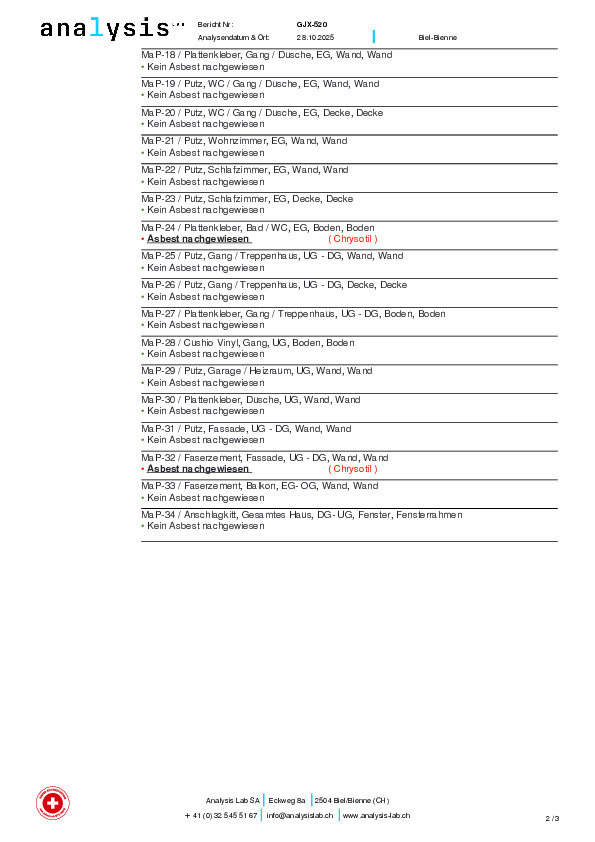 analysis
Bericht Nr: GJX-520
Analysendatum & Ort: 28.10.2025 Biel-Bienne
MaP-18 / Plattenkleber, Gang / Dusche, EG, Wand, Wand
• Kein Asbest nachgewiesen
MaP-19 / Putz, WC / Gang / Dusche, EG, Wand, Wand
• Kein Asbest nachgewiesen
MaP-20 / Putz, WC / Gang / Dusche, EG, Decke, Decke
• Kein Asbest nachgewiesen
MaP-21 / Putz, Wohnzimmer, EG, Wand, Wand
• Kein Asbest nachgewiesen
MaP-22 / Putz, Schlafzimmer, EG, Wand, Wand
• Kein Asbest nachgewiesen
MaP-23 / Putz, Schlafzimmer, EG, Decke, Decke
• Kein Asbest nachgewiesen
MaP-24 / Plattenkleber, Bad / WC, EG, Boden, Boden
• Asbest nachgewiesen (Chrysotil)
MaP-25 / Putz, Gang / Treppenhaus, UG - DG, Wand, Wand
• Kein Asbest nachgewiesen
MaP-26 / Putz, Gang / Treppenhaus, UG - DG, Decke, Decke
• Kein Asbest nachgewiesen
MaP-27 / Plattenkleber, Gang / Treppenhaus, UG - DG, Boden, Boden
• Kein Asbest nachgewiesen
MaP-28 / Cushio Vinyl, Gang, UG, Boden, Boden
• Kein Asbest nachgewiesen
MaP-29 / Putz, Garage / Heizraum, UG, Wand, Wand
• Kein Asbest nachgewiesen
MaP-30 / Plattenkleber, Dusche, UG, Wand, Wand
• Kein Asbest nachgewiesen
MaP-31 / Putz, Fassade, UG - DG, Wand, Wand
• Kein Asbest nachgewiesen
MaP-32 / Faserzement, Fassade, UG - DG, Wand, Wand
• Asbest nachgewiesen (Chrysotil)
MaP-33 / Faserzement, Balkon, EG-OG, Wand, Wand
• Kein Asbest nachgewiesen
MaP-34 / Anschlagkitt, Gesamtes Haus, DG-UG, Fenster, Fensterrahmen
• Kein Asbest nachgewiesen
Analysis Lab SA | Eckweg 8a | 2504 Biel/Bienne (CH)
+ 41 (0) 32 545 51 67 | info@analysislab.ch | www.analysis-lab.ch
2 / 3